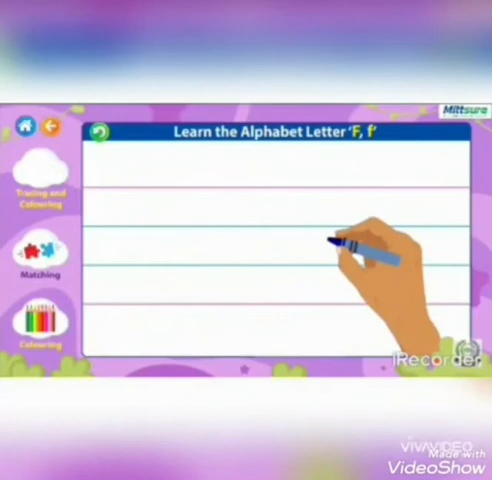 Mittsure
Learn the Alphabet Letter 'F, f'
Tracing and
Colouring
Matching
Colouring
iRecorder
VIVAVIDEO
Made with
VideoShow